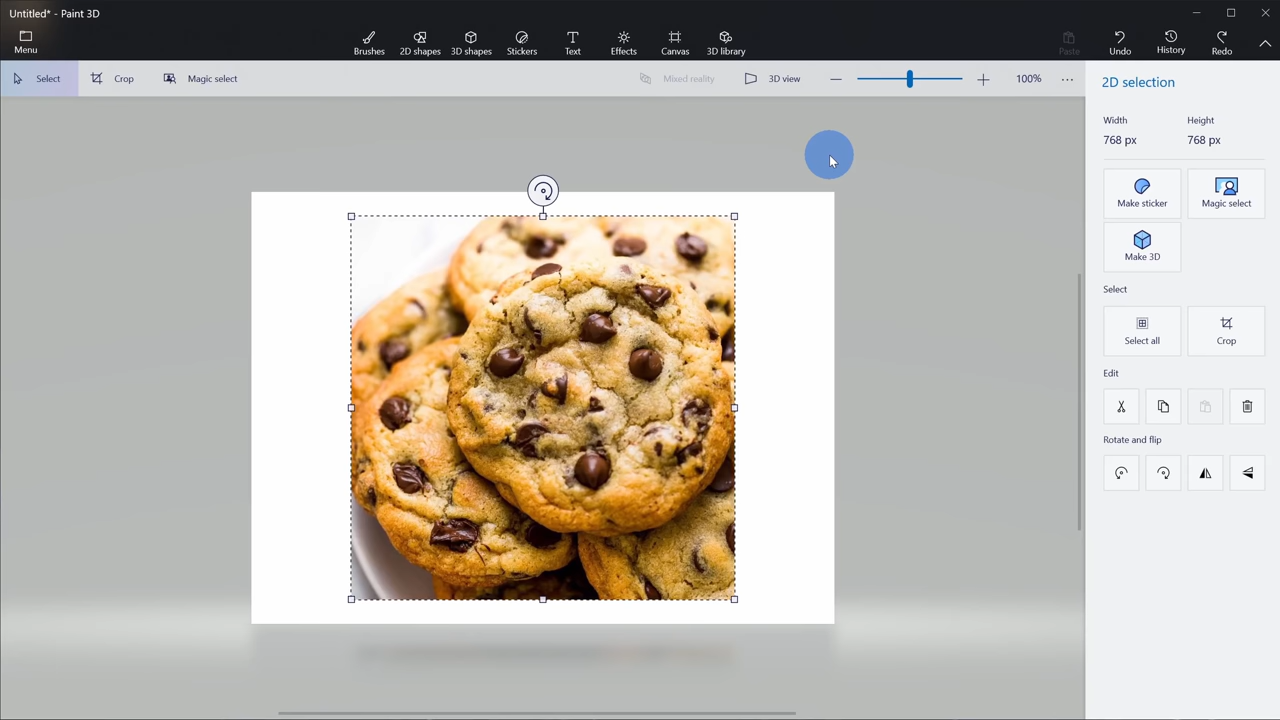 Untitled* - Paint 3D
Menu
Brushes
2D shapes
3D shapes
Stickers
Text
Effects
Canvas
3D library
Paste
Undo
History
Redo
Select
Crop
Magic select
Mixed reality
3D view
100%
2D selection
Width
Height
768 px
768 px
Make sticker
Magic select
Make 3D
Select
Select all
Crop
Edit
Rotate and flip